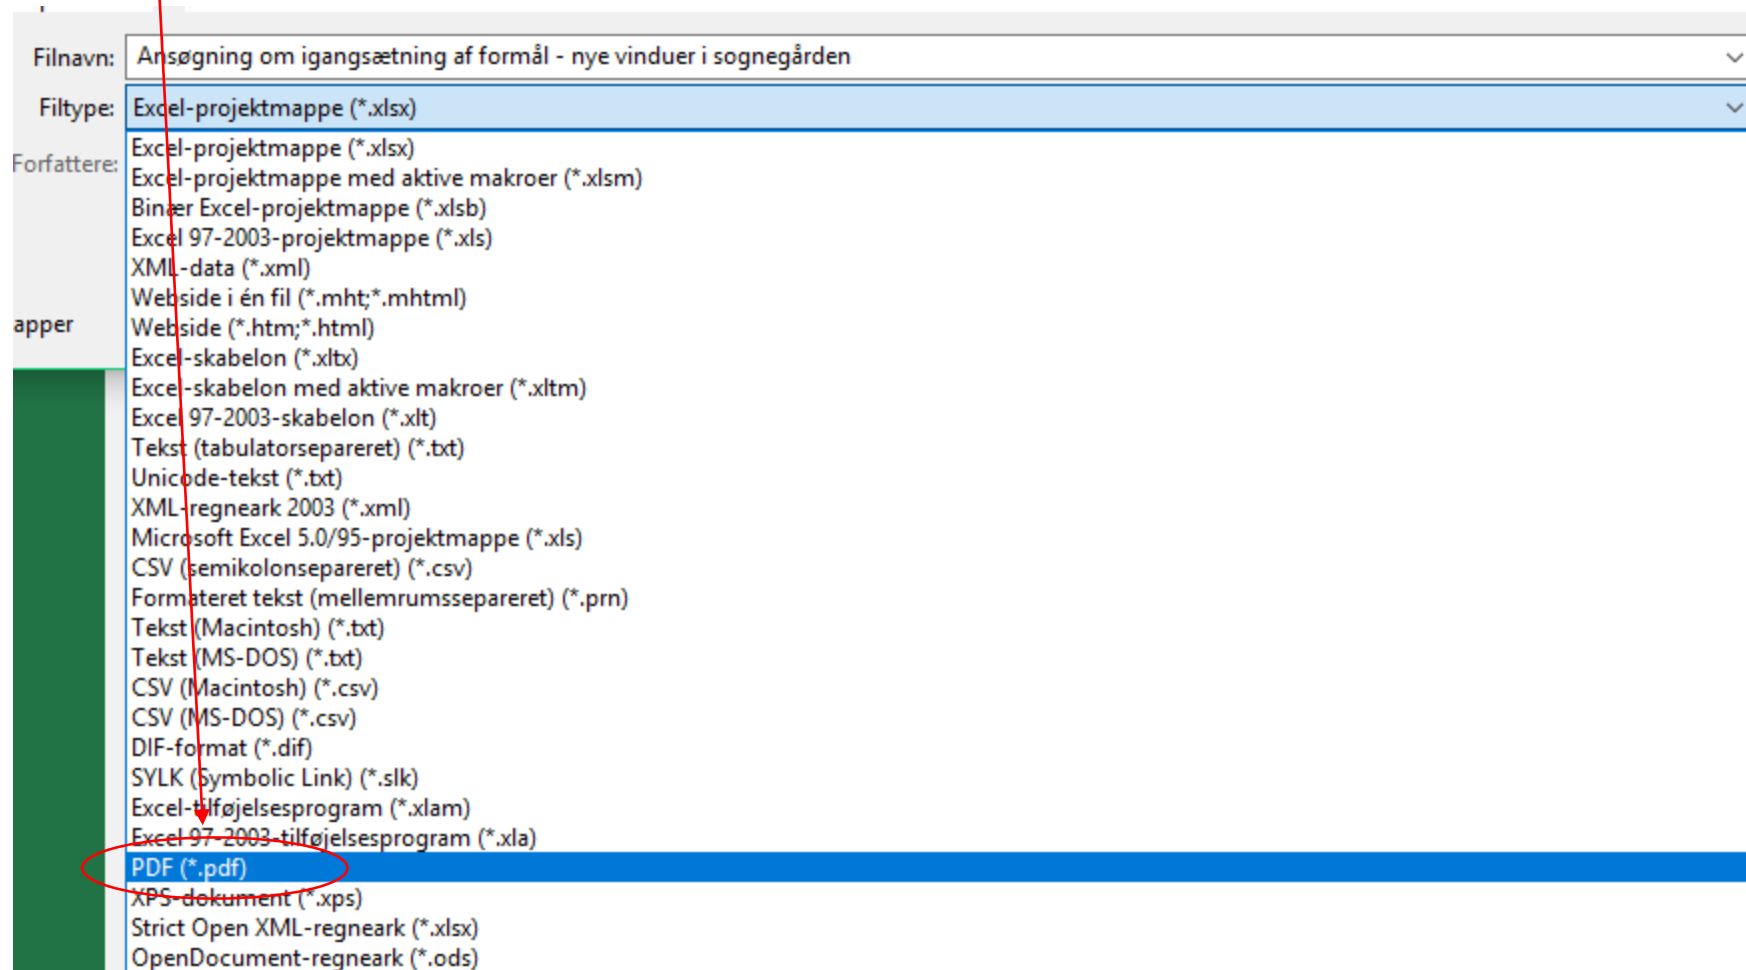 Filnavn: Ansøgning om igangsætning af formål - nye vinduer i sognegården
Filtype: Excel-projektmappe (*.xlsx)
Forfattere:
Excel-projektmappe (*.xlsx)
Excel-projektmappe med aktive makroer (*.xlsm)
Binær Excel-projektmappe (*.xlsb)
Excel 97-2003-projektmappe (*.xls)
XML-data (*.xml)
Webside i én fil (*.mht;*.mhtml)
apper
Webside (*.htm;*.html)
Excel-skabelon (*.xltx)
Excel-skabelon med aktive makroer (*.xltm)
Excel 97-2003-skabelon (*.xlt)
Tekst (tabulatorsepareret) (*.txt)
Unicode-tekst (*.txt)
XML-regneark 2003 (*.xml)
Microsoft Excel 5.0/95-projektmappe (*.xls)
CSV (semikolonsepareret) (*.csv)
Formateret tekst (mellemrumssepareret) (*.prn)
Tekst (Macintosh) (*.txt)
Tekst (MS-DOS) (*.txt)
CSV (Macintosh) (*.csv)
CSV (MS-DOS) (*.csv)
DIF-format (*.dif)
SYLK (Symbolic Link) (*.slk)
Excel-tilføjelsesprogram (*.xlam)
Excel 97-2003-tilføjelsesprogram (*.xla)
PDF (*.pdf)
XPS-dokument (*.xps)
Strict Open XML-regneark (*.xlsx)
OpenDocument-regneark (*.ods)